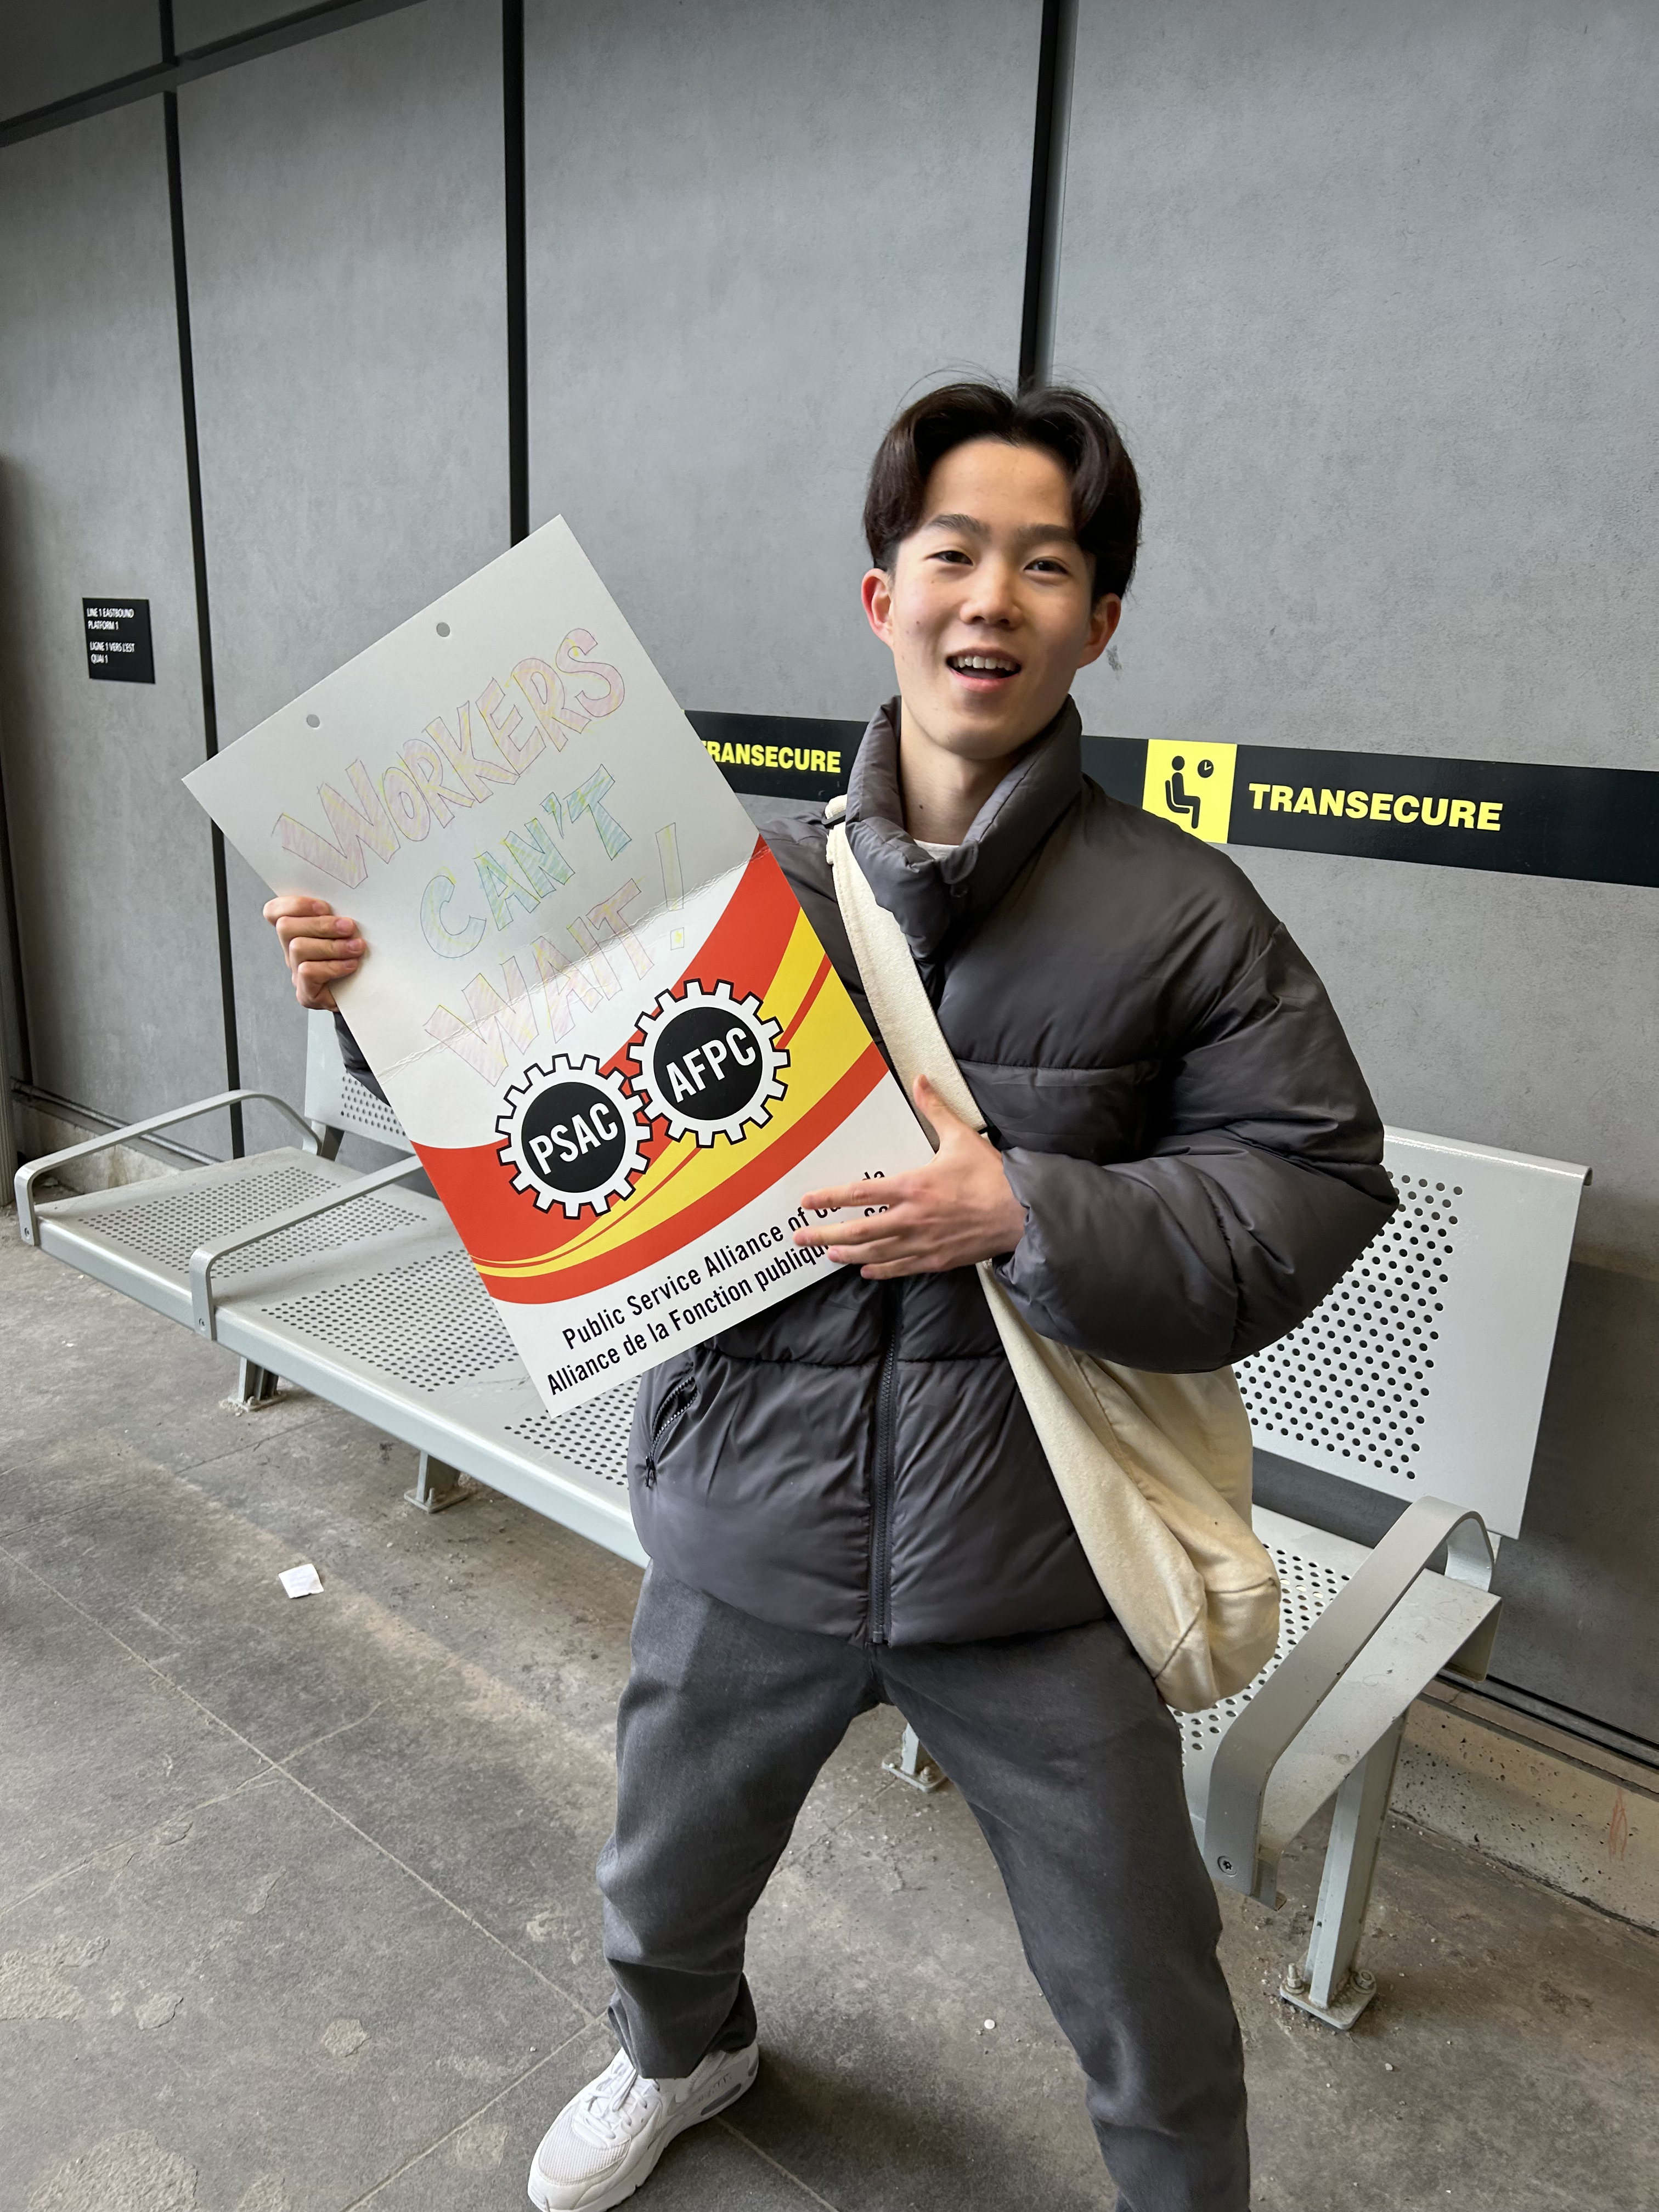 LINE 1 EASTBOUND
PLATFORM 1
LIGNE 1 VERS L'EST
QUAI 1
WORKERS
CAN'T
WAIT!
PSAC
AFPC
Public Service Alliance of
Alliance de la Fonction
TRANSECURE
TRANSECURE